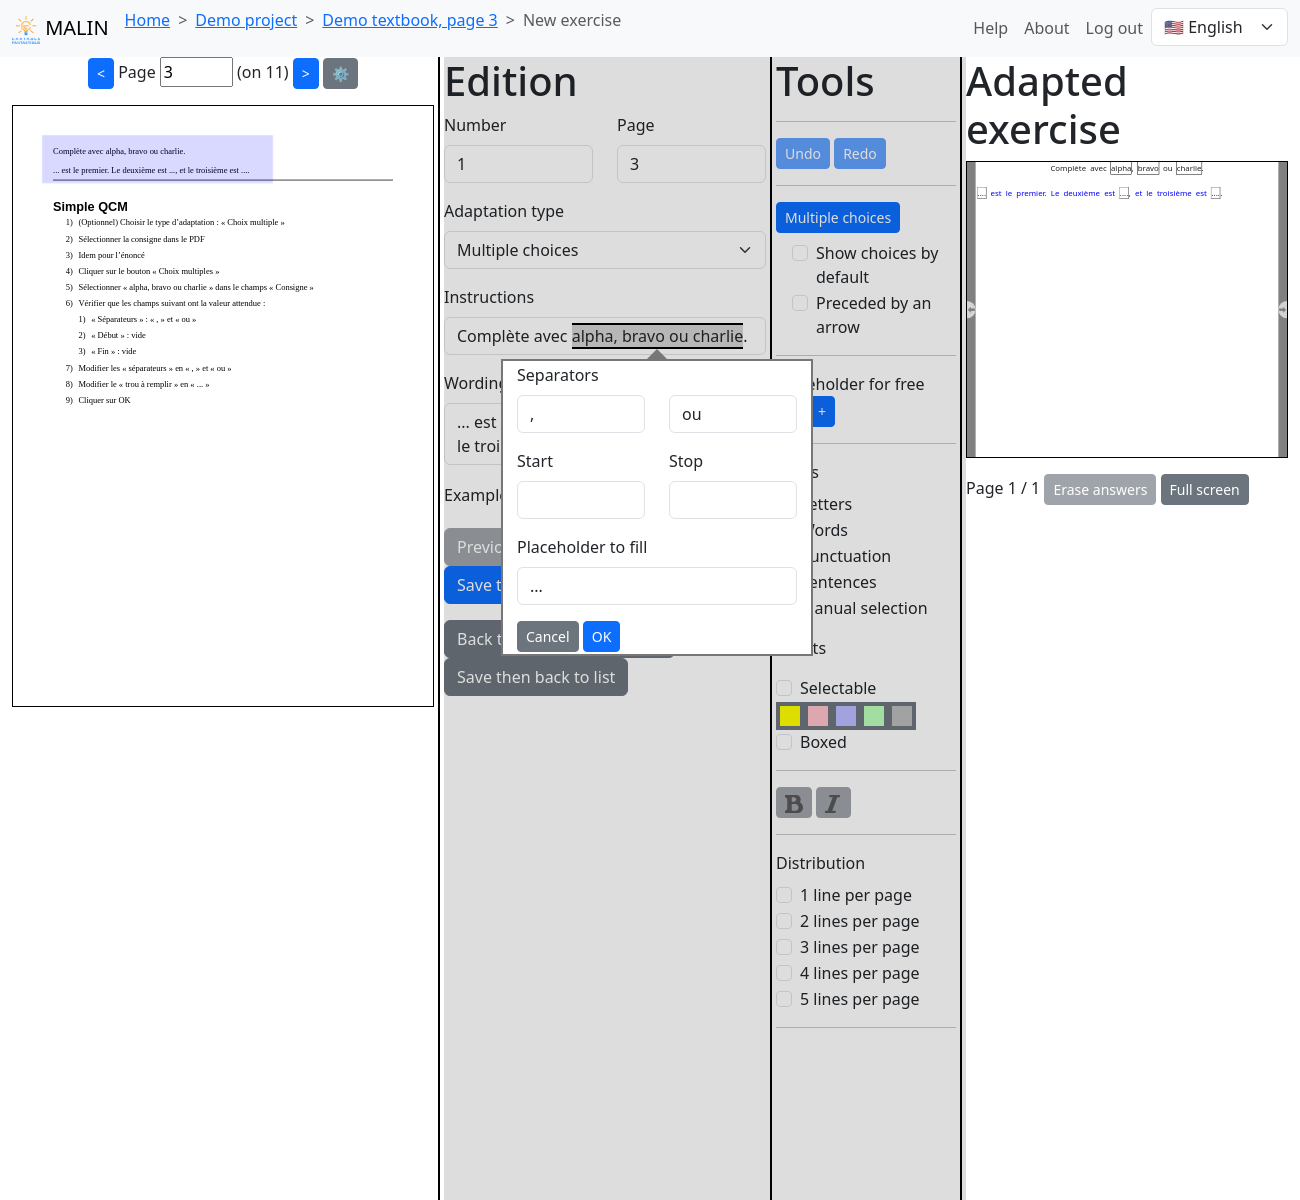 MALIN
Home > Demo project > Demo textbook, page 3 > New exercise
Help About Log out 🇺🇸 English
< Page 3 (on 11) > ⚙️
Complète avec alpha, bravo ou charlie.
... est le premier. Le deuxième est ..., et le troisième est ....
Simple QCM
1) (Optionnel) Choisir le type d'adaptation : « Choix multiple »
2) Sélectionner la consigne dans le PDF
3) Idem pour l'énoncé
4) Cliquer sur le bouton « Choix multiples »
5) Sélectionner « alpha, bravo ou charlie » dans le champs « Consigne »
6) Vérifier que les champs suivant ont la valeur attendue :
1) « Séparateurs » : « , » et « ou »
2) « Début » : vide
3) « Fin » : vide
7) Modifier les « séparateurs » en « , » et « ou »
8) Modifier le « trou à remplir » en « ... »
9) Cliquer sur OK
Edition
Number Page
1 3
Adaptation type
Multiple choices
Instructions
Complète avec alpha, bravo ou charlie.
Wording
... est
le troi
Example
Previo
Save t
Back t
Save then back to list
Separators
, ou
Start Stop
Placeholder to fill
...
Cancel OK
Tools
Undo Redo
Multiple choices
Show choices by
default
Preceded by an
arrow
eholder for free
+
s
etters
Words
unctuation
entences
anual selection
ts
Selectable
Boxed
B I
Distribution
1 line per page
2 lines per page
3 lines per page
4 lines per page
5 lines per page
Adapted
exercise
Complète avec alpha, bravo ou charlie.
.... est le premier. Le deuxième est ...., et le troisième est .....
Page 1 / 1 Erase answers Full screen